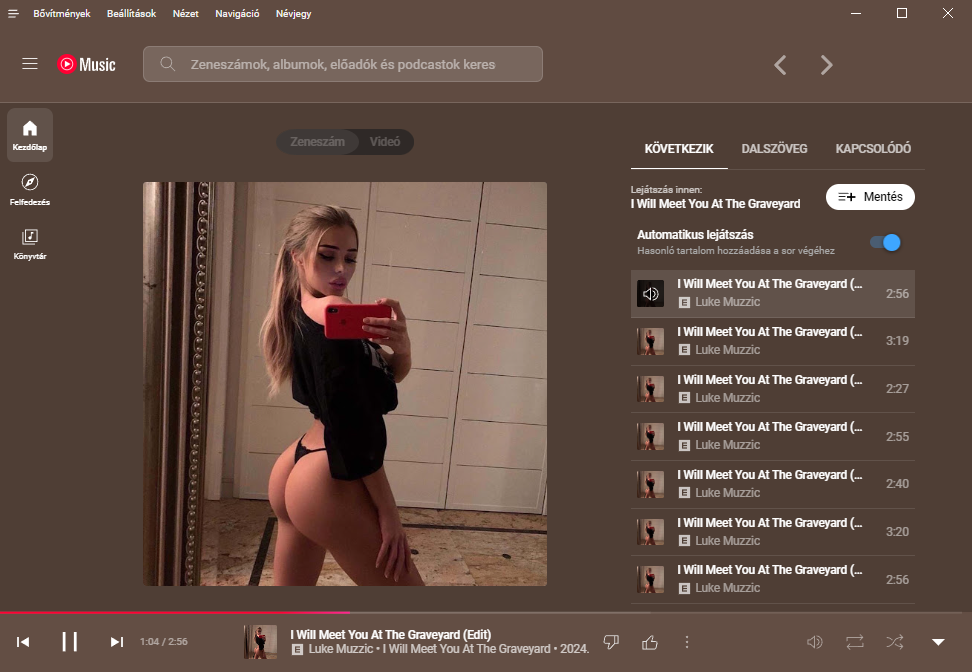 Bővítmények Beállítások Nézet Navigáció Névjegy
Music
Zeneszámok, albumok, előadók és podcastok keres
Kezdőlap
Felfedezés
Könyvtár
Zeneszám Videó
KÖVETKEZIK DALSZÖVEG KAPCSOLÓDÓ
Lejátszás innen:
I Will Meet You At The Graveyard
Mentés
Automatikus lejátszás
Hasonló tartalom hozzáadása a sor végéhez
I Will Meet You At The Graveyard (...
E Luke Muzzic
2:56
I Will Meet You At The Graveyard (...
E Luke Muzzic
3:19
I Will Meet You At The Graveyard (...
E Luke Muzzic
2:27
I Will Meet You At The Graveyard (...
E Luke Muzzic
2:55
I Will Meet You At The Graveyard (...
E Luke Muzzic
2:40
I Will Meet You At The Graveyard (...
E Luke Muzzic
3:20
I Will Meet You At The Graveyard (...
E Luke Muzzic
2:56
1:04 / 2:56
I Will Meet You At The Graveyard (Edit)
E Luke Muzzic • I Will Meet You At The Graveyard • 2024.